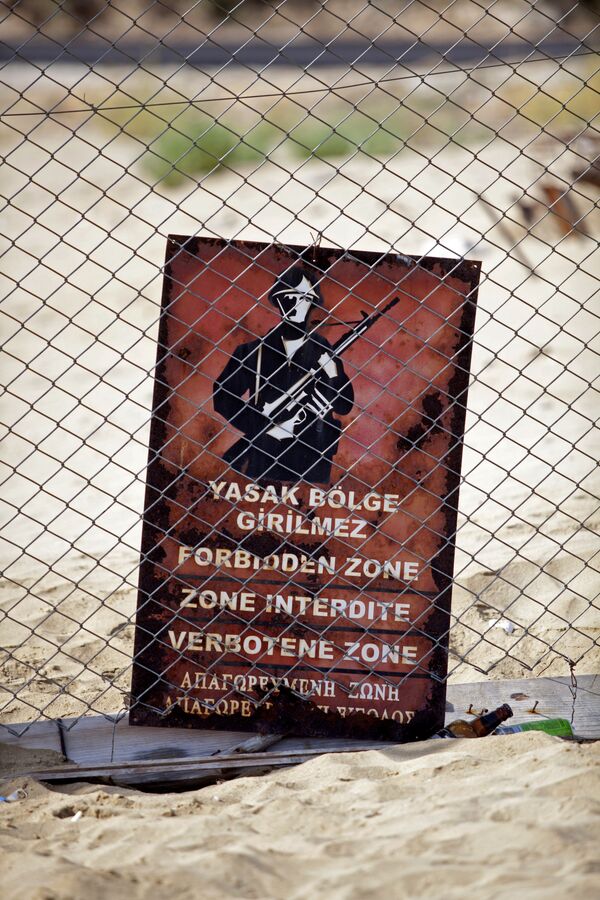 YASAK BÖLGE
GİRİLMEZ
FORBIDDEN ZONE
ZONE INTERDITE
VERBOTENE ZONE
ΑΠΑΓΟΡΕΥΜΕΝΗ ΖΩΝΗ